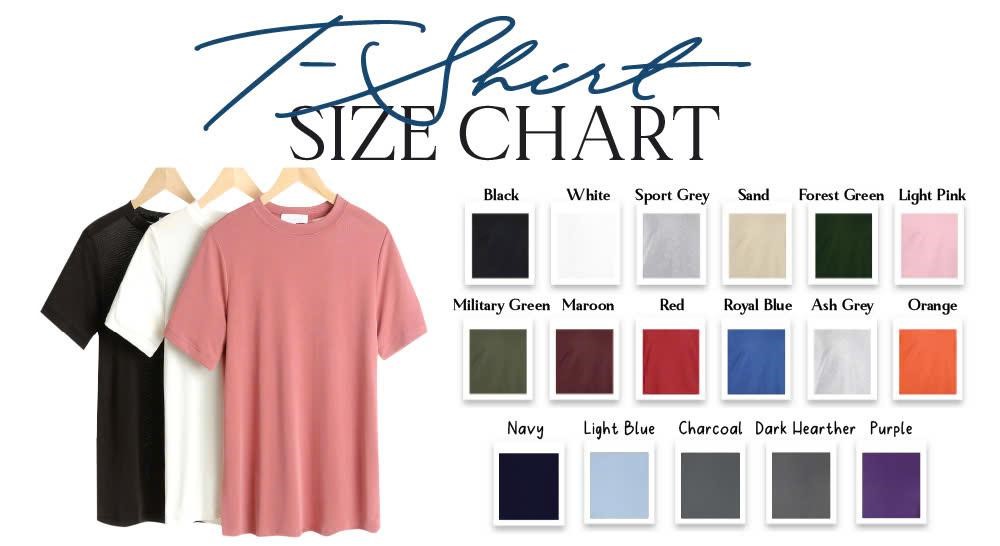 T-Shirt
SIZE CHART
Black White Sport Grey Sand Forest Green Light Pink
Military Green Maroon Red Royal Blue Ash Grey Orange
Navy Light Blue Charcoal Dark Hearther Purple